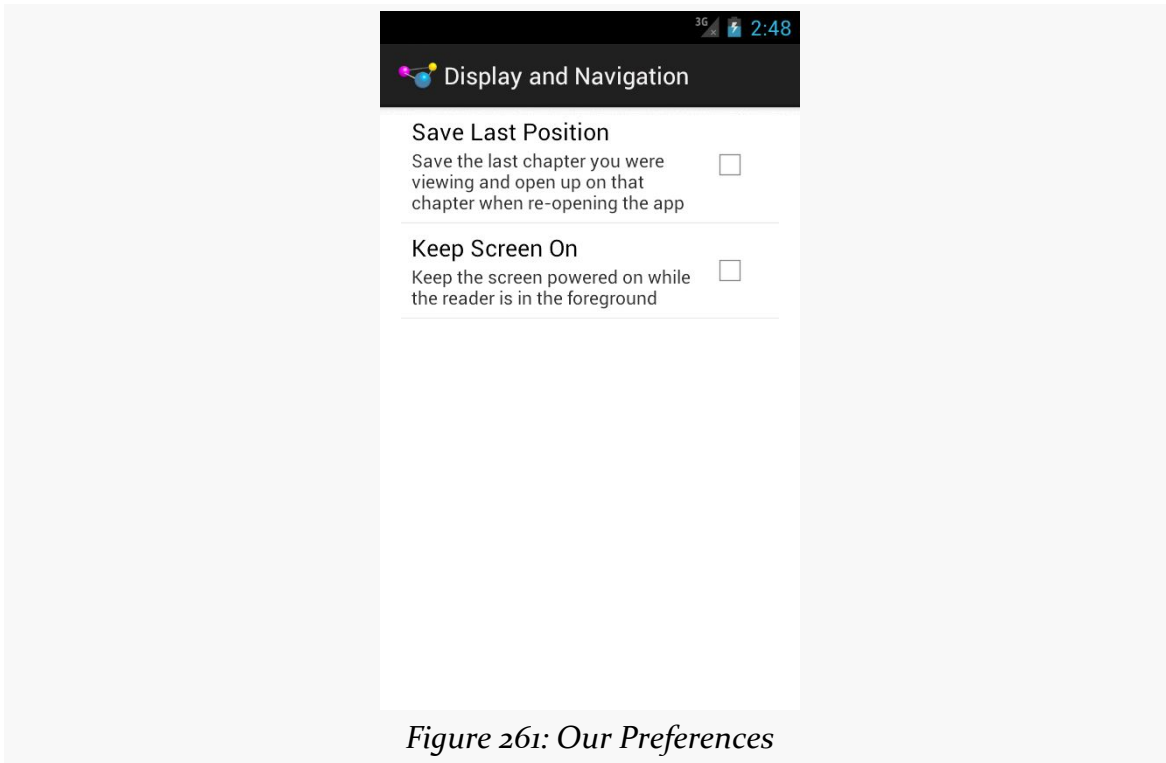 3G
2:48
Display and Navigation
Save Last Position
Save the last chapter you were
viewing and open up on that
chapter when re-opening the app
Keep Screen On
Keep the screen powered on while
the reader is in the foreground
Figure 261: Our Preferences